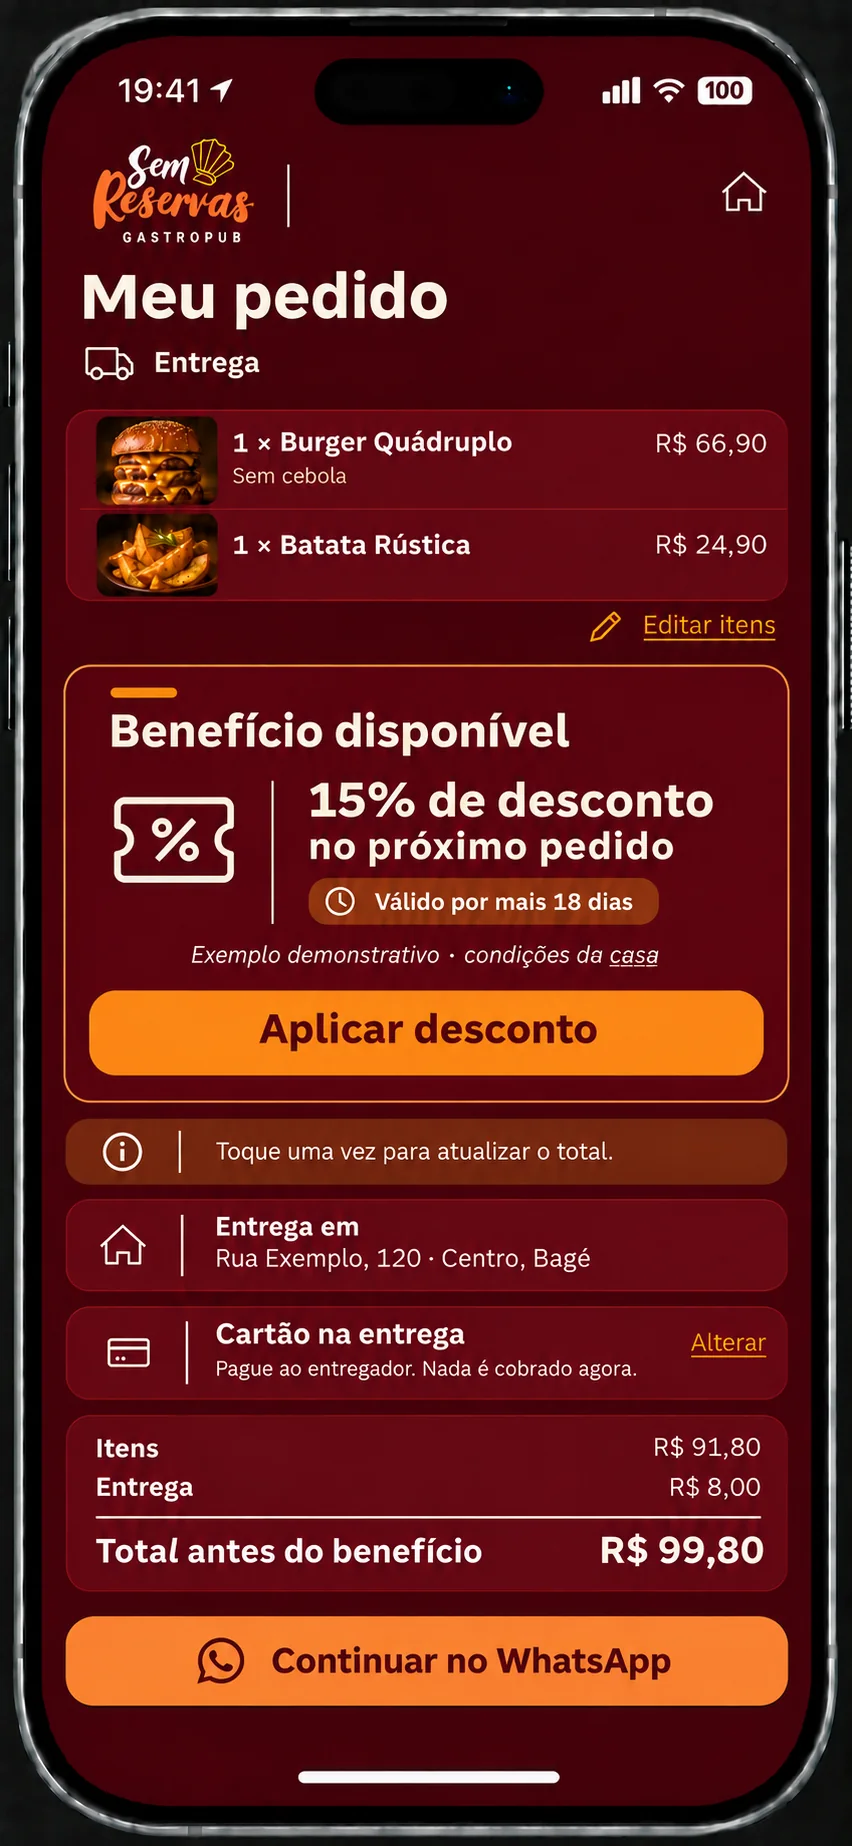 19:41
100
Sem
Reservas
GASTROPUB
Meu pedido
Entrega
1 × Burger Quádruplo R$ 66,90
Sem cebola
1 × Batata Rústica R$ 24,90
Editar itens
Benefício disponível
%
15% de desconto
no próximo pedido
Válido por mais 18 dias
Exemplo demonstrativo · condições da casa
Aplicar desconto
Toque uma vez para atualizar o total.
Entrega em
Rua Exemplo, 120 · Centro, Bagé
Cartão na entrega
Alterar
Pague ao entregador. Nada é cobrado agora.
Itens R$ 91,80
Entrega R$ 8,00
Total antes do benefício R$ 99,80
Continuar no WhatsApp